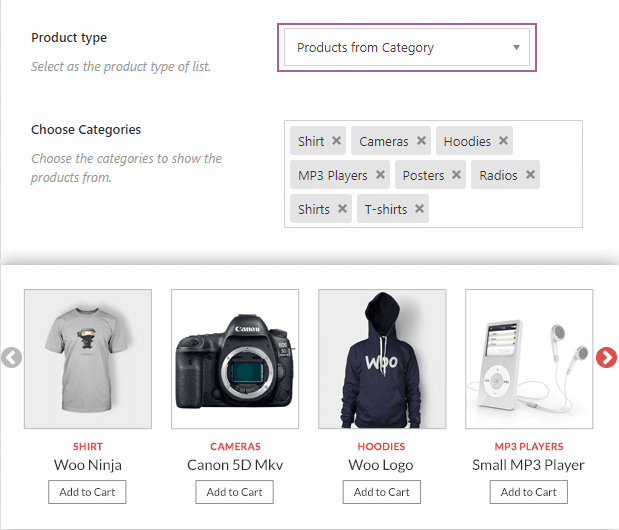 Product type
Products from Category
Select as the product type of list.
Choose Categories
Choose the categories to show the
products from.
Shirt × Cameras × Hoodies ×
MP3 Players × Posters × Radios ×
Shirts × T-shirts ×
Canon
Woo
SHIRT CAMERAS HOODIES MP3 PLAYERS
Woo Ninja Canon 5D Mkv Woo Logo Small MP3 Player
Add to Cart Add to Cart Add to Cart Add to Cart